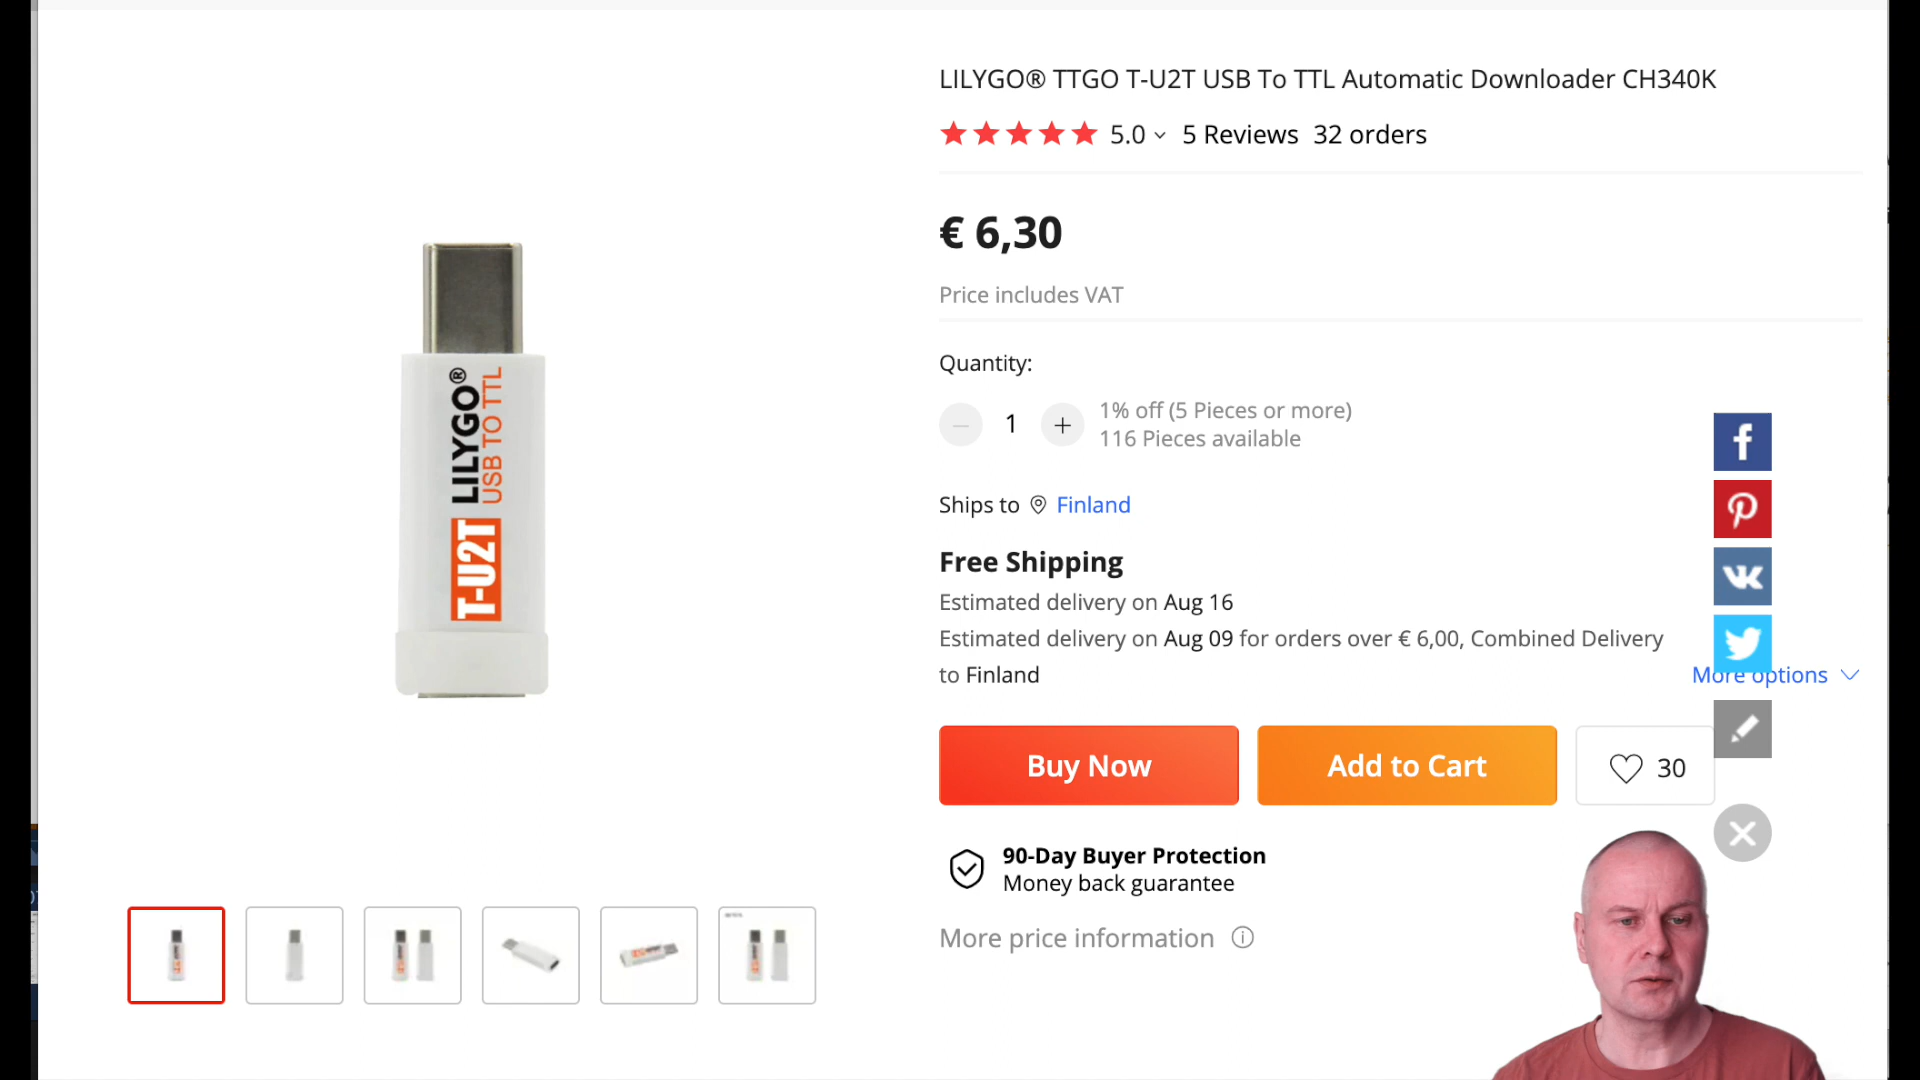 LILYGO® TTGO T-U2T USB To TTL Automatic Downloader CH340K
5.0 5 Reviews 32 orders
€ 6,30
Price includes VAT
Quantity:
1
1% off (5 Pieces or more)
116 Pieces available
Ships to Finland
Free Shipping
Estimated delivery on Aug 16
Estimated delivery on Aug 09 for orders over € 6,00, Combined Delivery
to Finland
More options
Buy Now
Add to Cart
30
90-Day Buyer Protection
Money back guarantee
More price information
T-U2T LILYGO®
USB TO TTL